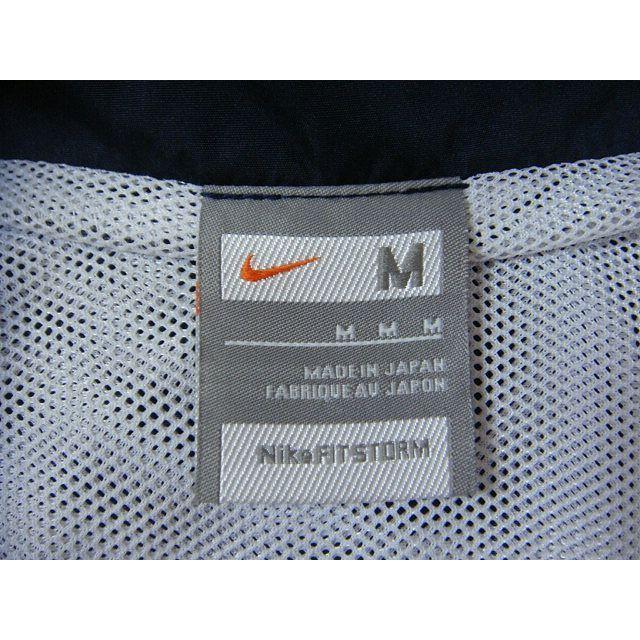 M
M M M
MADE IN JAPAN
FABRIQUE AU JAPON
NikeFITSTORM